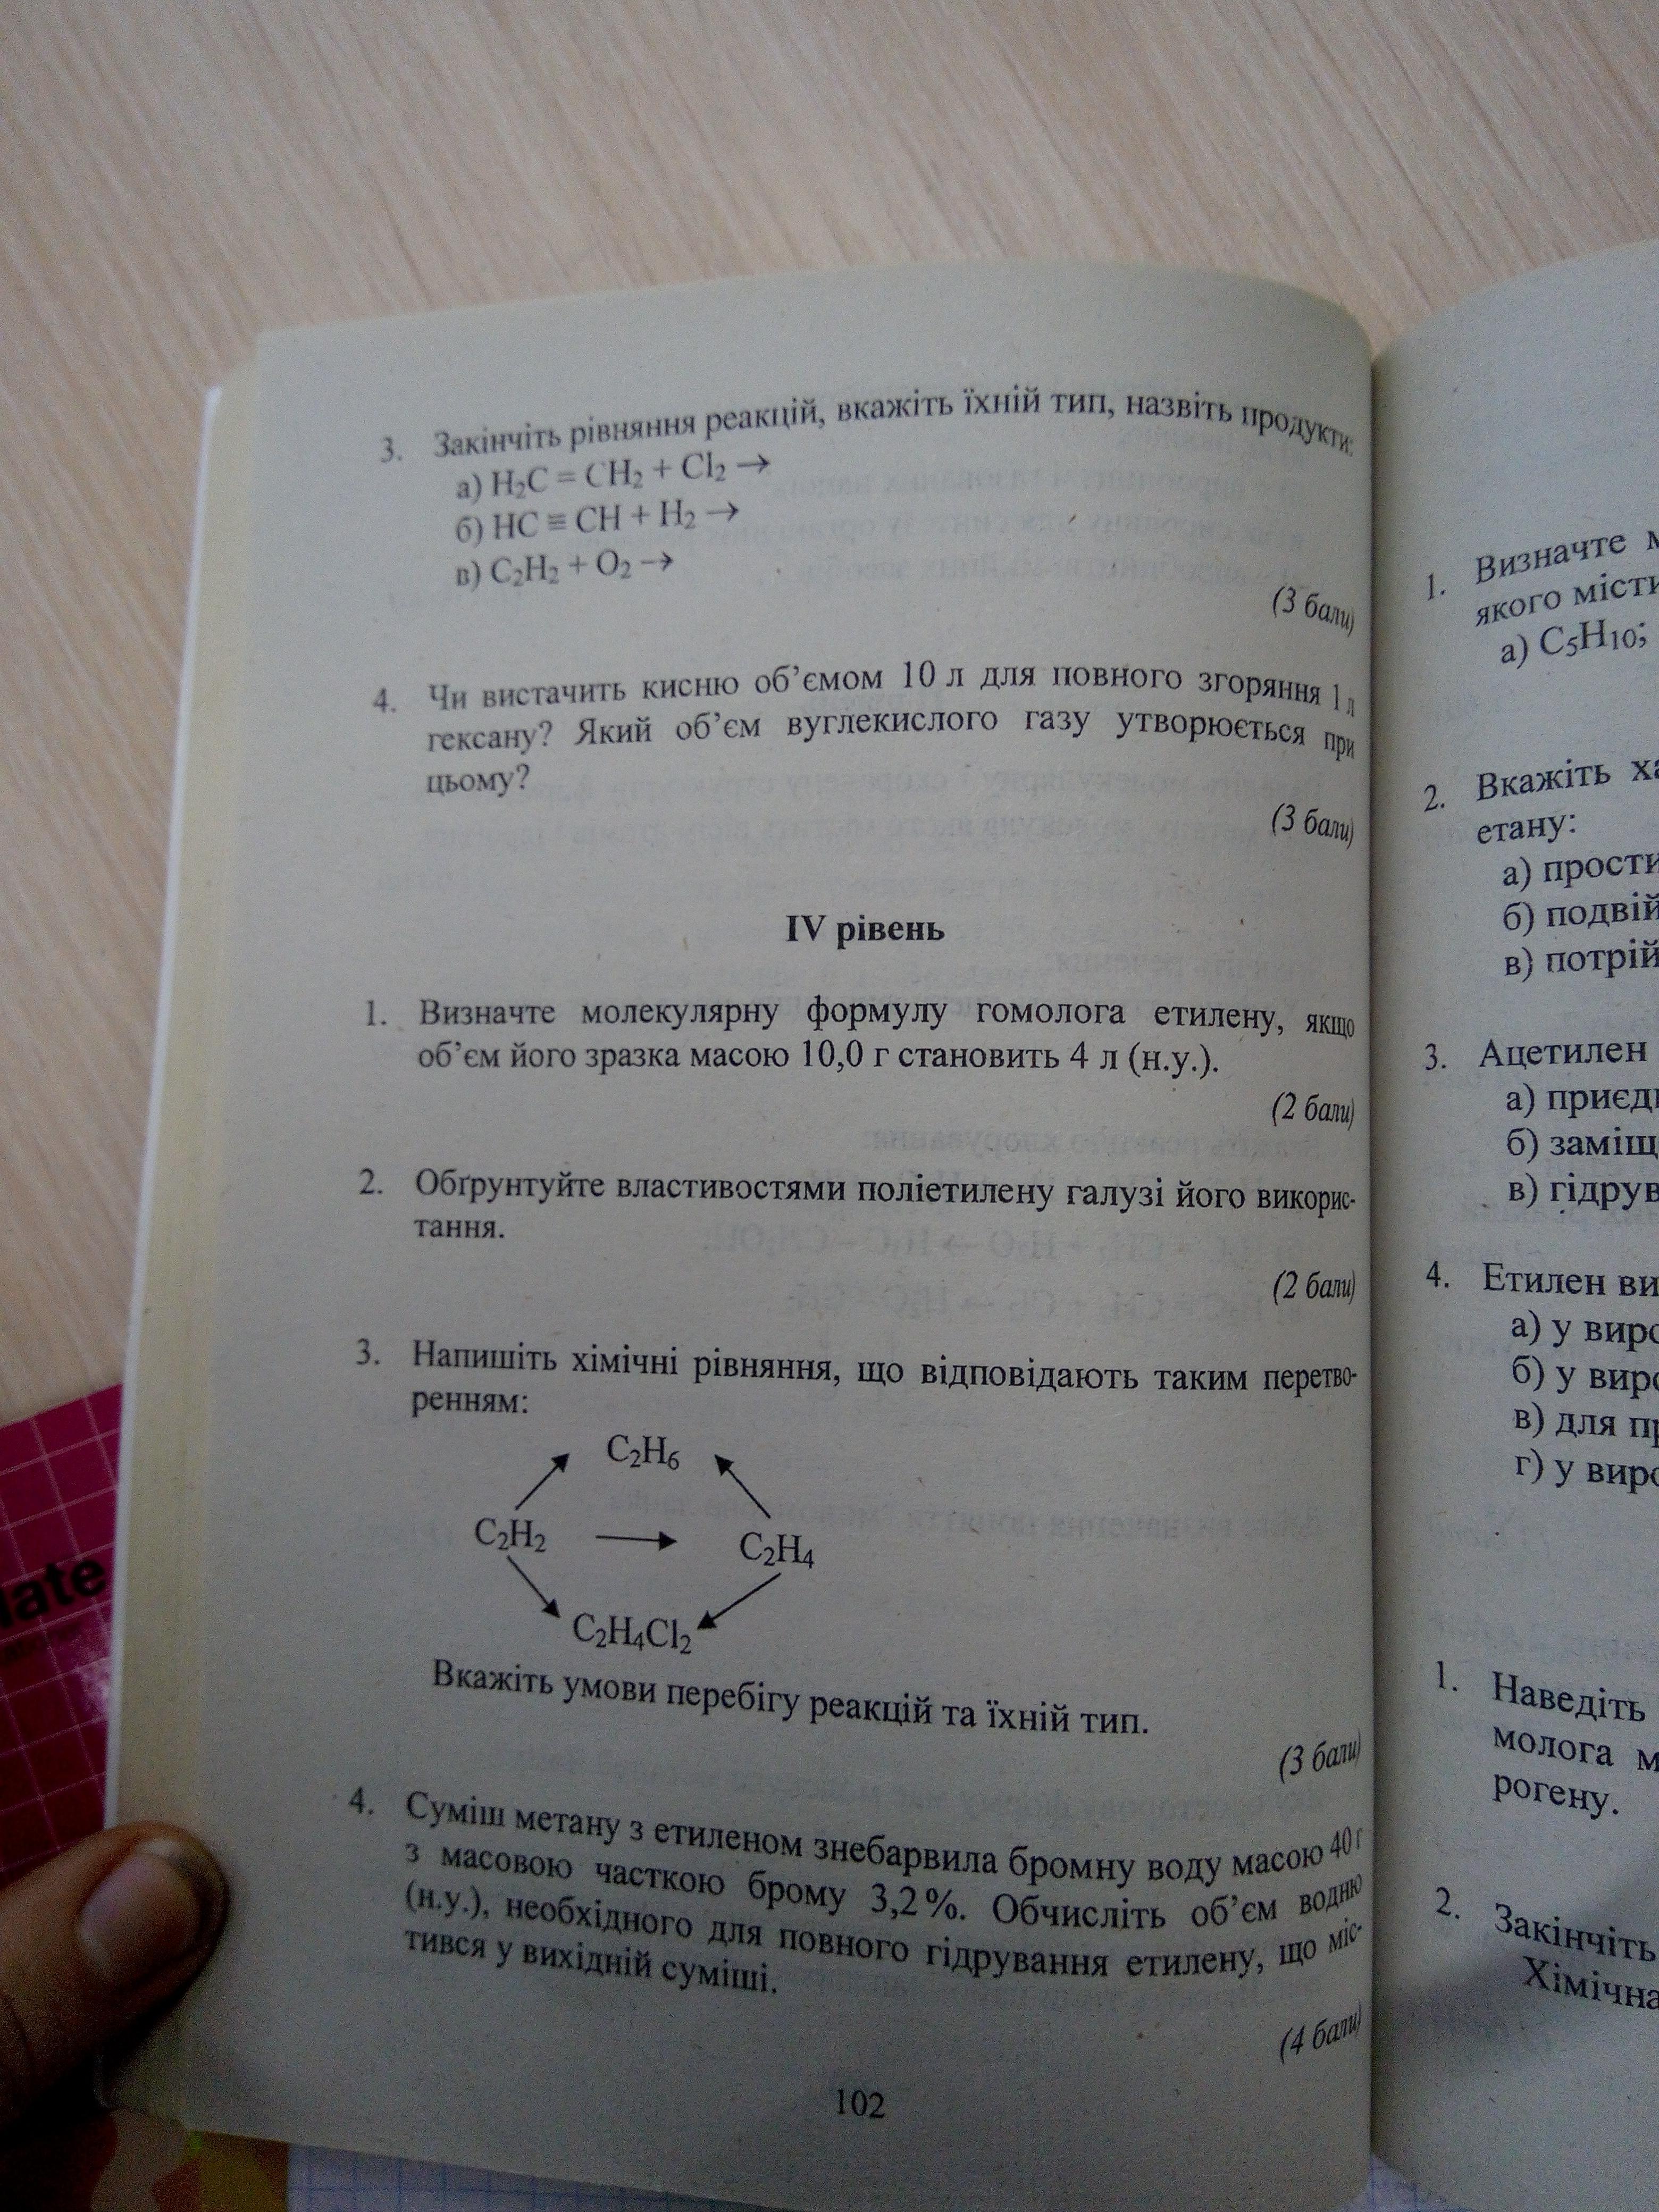 3. Закінчіть рівняння реакцій, вкажіть їхній тип, назвіть продукти:
а) H₂C = CH₂ + Cl₂ →
б) HC ≡ CH + H₂ →
в) C₂H₂ + O₂ →
(3 бали)
4. Чи вистачить кисню об’ємом 10 л для повного згоряння 1 л
гексану? Який об’єм вуглекислого газу утворюється при
цьому?
(3 бали)
IV рівень
1. Визначте молекулярну формулу гомолога етилену, якщо
об’єм його зразка масою 10,0 г становить 4 л (н.у.).
(2 бали)
2. Обґрунтуйте властивостями поліетилену галузі його викорис-
тання.
(2 бали)
3. Напишіть хімічні рівняння, що відповідають таким перетво-
ренням:
C₂H₆
C₂H₂ → C₂H₄
C₂H₄Cl₂
Вкажіть умови перебігу реакцій та їхній тип.
(3 бали)
4. Суміш метану з етиленом знебарвила бромну воду масою 40 г
з масовою часткою брому 3,2 %. Обчисліть об’єм водню
(н.у.), необхідного для повного гідрування етилену, що міс-
тився у вихідній суміші.
(4 бали)
102
1. Визначте
якого місти
а) C₅H₁₀;
2. Вкажіть ха
етану:
а) прости
б) подвій
в) потрій
3. Ацетилен
а) приєд
б) заміщ
в) гідрув
4. Етилен ви
а) у виро
б) у виро
в) для п
г) у виро
1. Наведіть
молога м
рогену.
2. Закінчіть
Хімічна
late